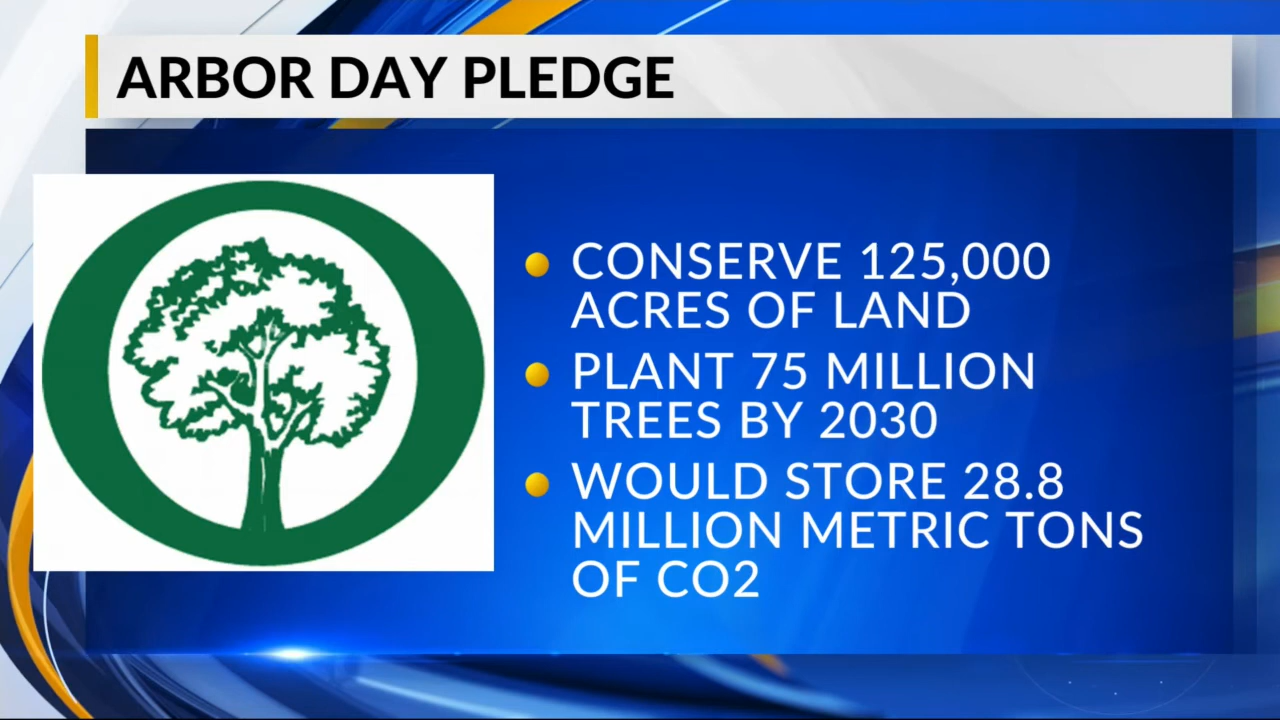 ARBOR DAY PLEDGE
CONSERVE 125,000
ACRES OF LAND
PLANT 75 MILLION
TREES BY 2030
WOULD STORE 28.8
MILLION METRIC TONS
OF CO2